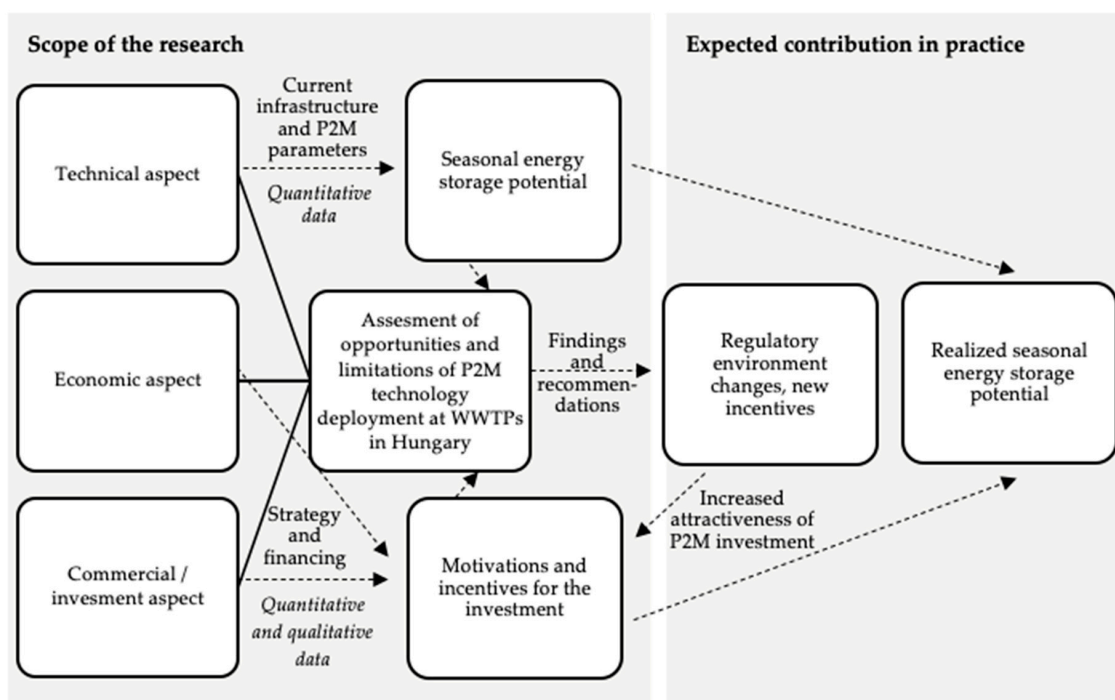 Scope of the research
Expected contribution in practice
Technical aspect
Current
infrastructure
and P2M
parameters
Quantitative
data
Seasonal energy
storage potential
Economic aspect
Assesment of
opportunities and
limitations of P2M
technology
deployment at WWTPs
in Hungary
Findings
and
recommen-
dations
Regulatory
environment
changes, new
incentives
Realized seasonal
energy storage
potential
Commercial /
invesment aspect
Strategy
and
financing
Quantitative
and qualitative
data
Motivations and
incentives for the
investment
Increased
attractiveness of
P2M investment